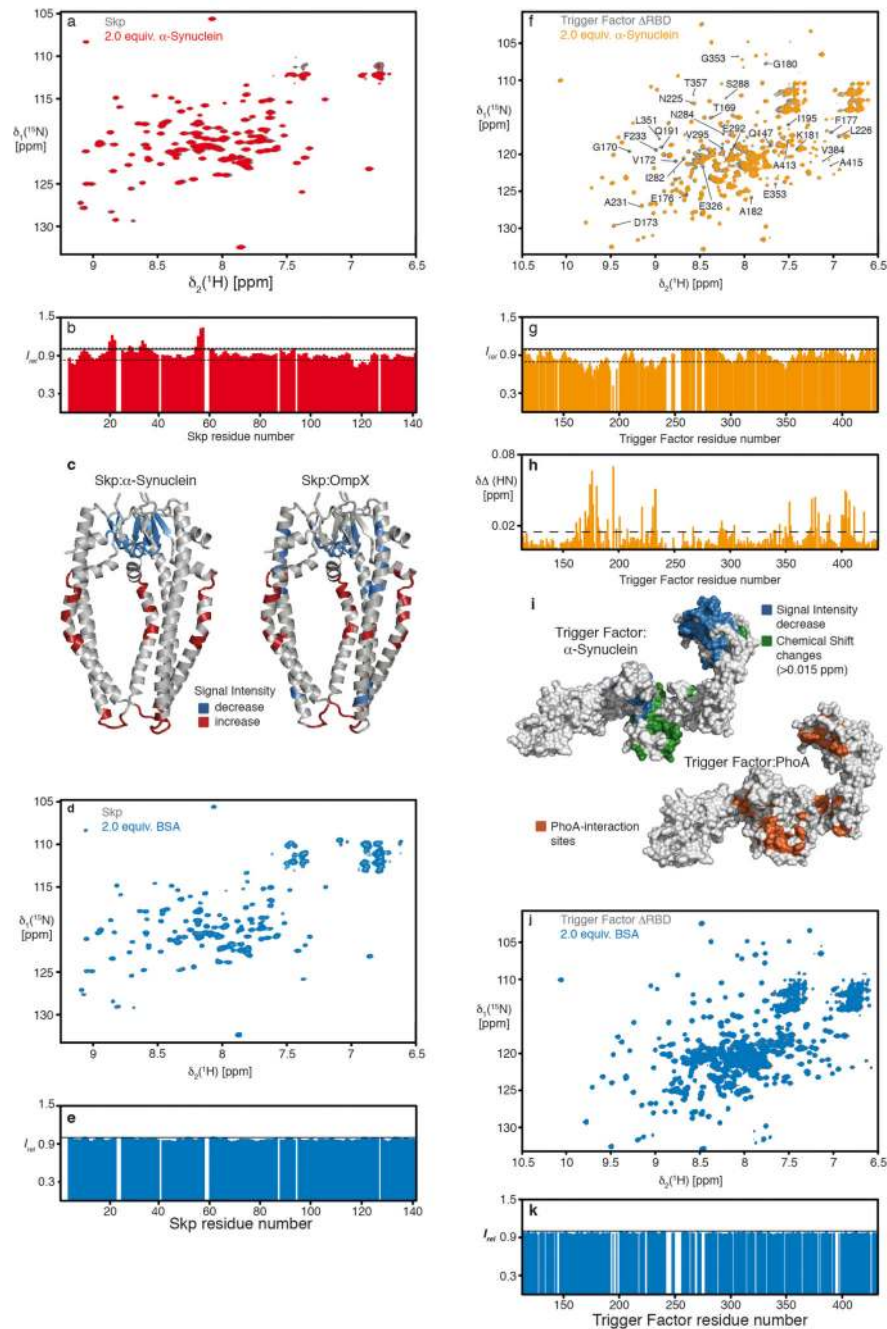 a
Skp
2.0 equiv. α-Synuclein
105
110
115
120
125
130
δ1(15N)
[ppm]
9
8.5
8
7.5
7
6.5
δ2(1H) [ppm]
b
1.5
Irel 0.9
0.3
20
40
60
80
100
120
140
Skp residue number
c
Skp:α-Synuclein
Skp:OmpX
Signal Intensity
decrease
increase
d
Skp
2.0 equiv. BSA
105
110
115
120
125
130
δ1(15N)
[ppm]
9
8.5
8
7.5
7
6.5
δ2(1H) [ppm]
e
1.5
Irel 0.9
0.3
20
40
60
80
100
120
140
Skp residue number
f
Trigger Factor ΔRBD
2.0 equiv. α-Synuclein
105
110
115
120
125
130
δ1(15N)
[ppm]
G353
G180
T357
S288
N225
T169
N284
E292
I195
F177
L351
V295
Q147
K181
L226
F233
Q191
G170
V172
V384
A413
A415
I282
E176
E326
E353
A231
A182
D173
10.5
10
9.5
9
8.5
8
7.5
7
6.5
δ2(1H) [ppm]
g
1.5
Irel 0.9
0.3
150
200
250
300
350
400
Trigger Factor residue number
h
0.08
δΔ (HN)
[ppm]
0.02
150
200
250
300
350
400
Trigger Factor residue number
i
Trigger Factor:
α-Synuclein
Signal Intensity
decrease
Chemical Shift
changes
(>0.015 ppm)
Trigger Factor:PhoA
PhoA-interaction
sites
j
Trigger Factor ΔRBD
2.0 equiv. BSA
105
110
115
120
125
130
δ1(15N)
[ppm]
10.5
10
9.5
9
8.5
8
7.5
7
6.5
δ2(1H) [ppm]
k
1.5
Irel 0.9
0.3
150
200
250
300
350
400
Trigger Factor residue number